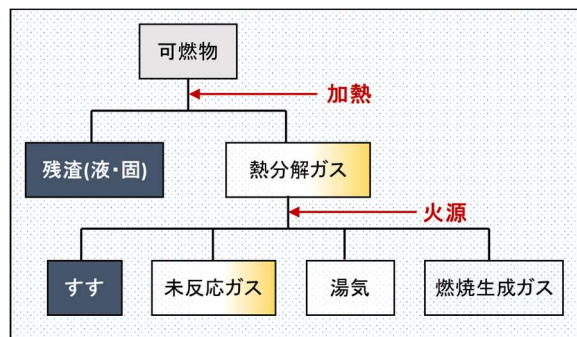 可燃物
加熱
残渣(液・固)
熱分解ガス
火源
すす
未反応ガス
湯気
燃焼生成ガス